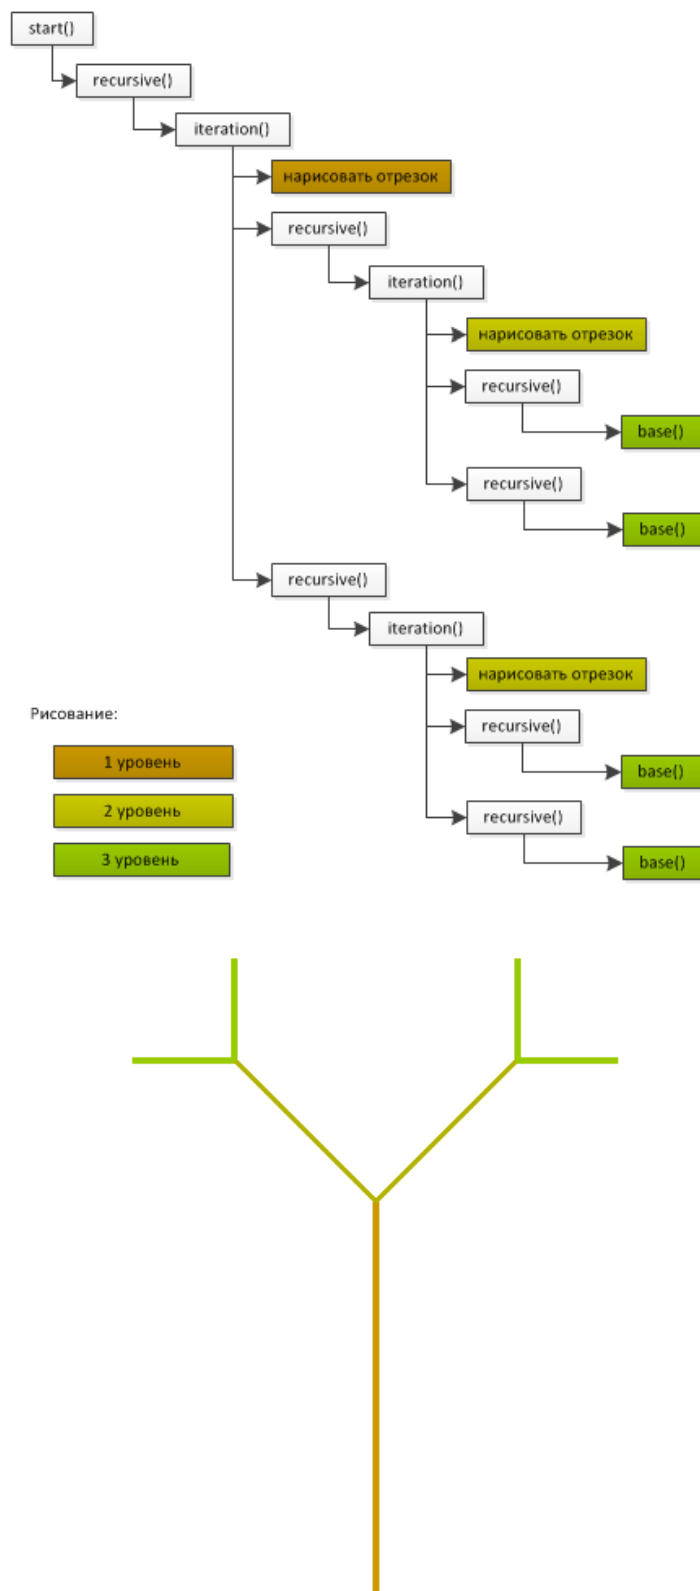 start()
recursive()
iteration()
нарисовать отрезок
recursive()
iteration()
нарисовать отрезок
recursive()
base()
recursive()
base()
recursive()
iteration()
нарисовать отрезок
recursive()
base()
recursive()
base()
Рисование:
1 уровень
2 уровень
3 уровень